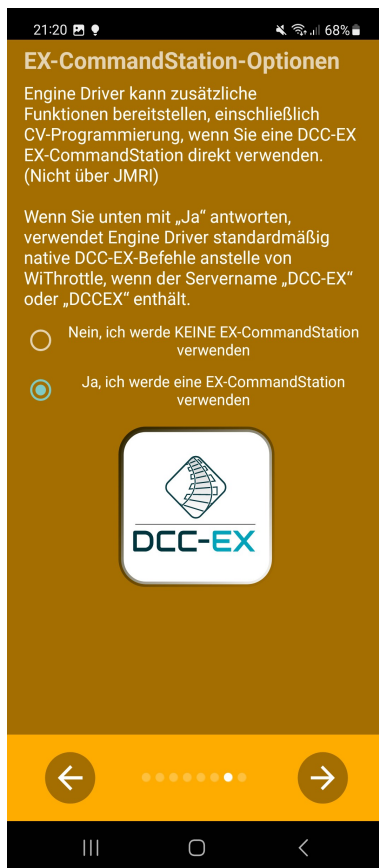 21:20
68%
EX-CommandStation-Optionen
Engine Driver kann zusätzliche
Funktionen bereitstellen, einschließlich
CV-Programmierung, wenn Sie eine DCC-EX
EX-CommandStation direkt verwenden.
(Nicht über JMRI)
Wenn Sie unten mit „Ja“ antworten,
verwendet Engine Driver standardmäßig
native DCC-EX-Befehle anstelle von
WiThrottle, wenn der Servername „DCC-EX“
oder „DCCEX“ enthält.
Nein, ich werde KEINE EX-CommandStation
verwenden
Ja, ich werde eine EX-CommandStation
verwenden
DCC-EX